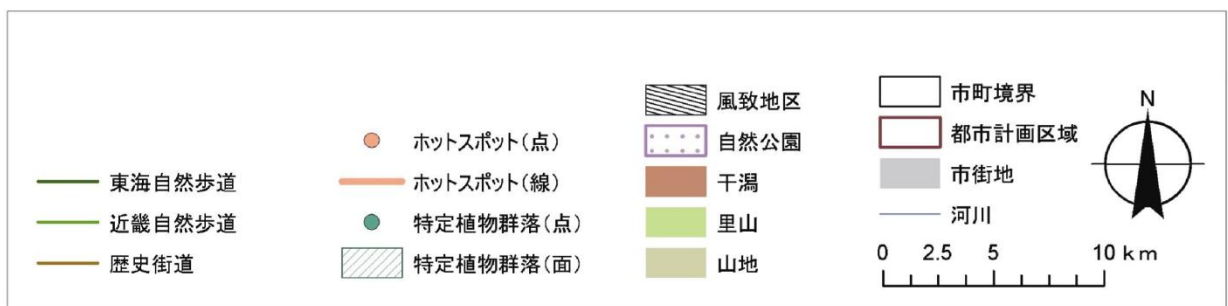 東海自然歩道
近畿自然歩道
歴史街道
ホットスポット(点)
ホットスポット(線)
特定植物群落(点)
特定植物群落(面)
風致地区
自然公園
干潟
里山
山地
市町境界
都市計画区域
市街地
河川
N
0 2.5 5 10 km